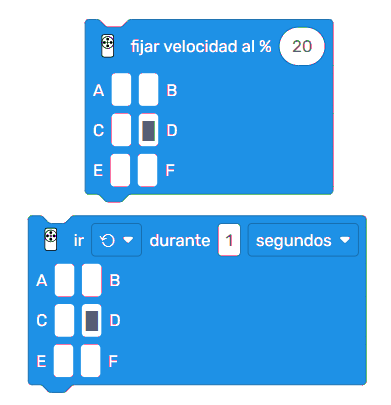 fijar velocidad al % 20
A B
C D
E F
ir durante 1 segundos
A B
C D
E F